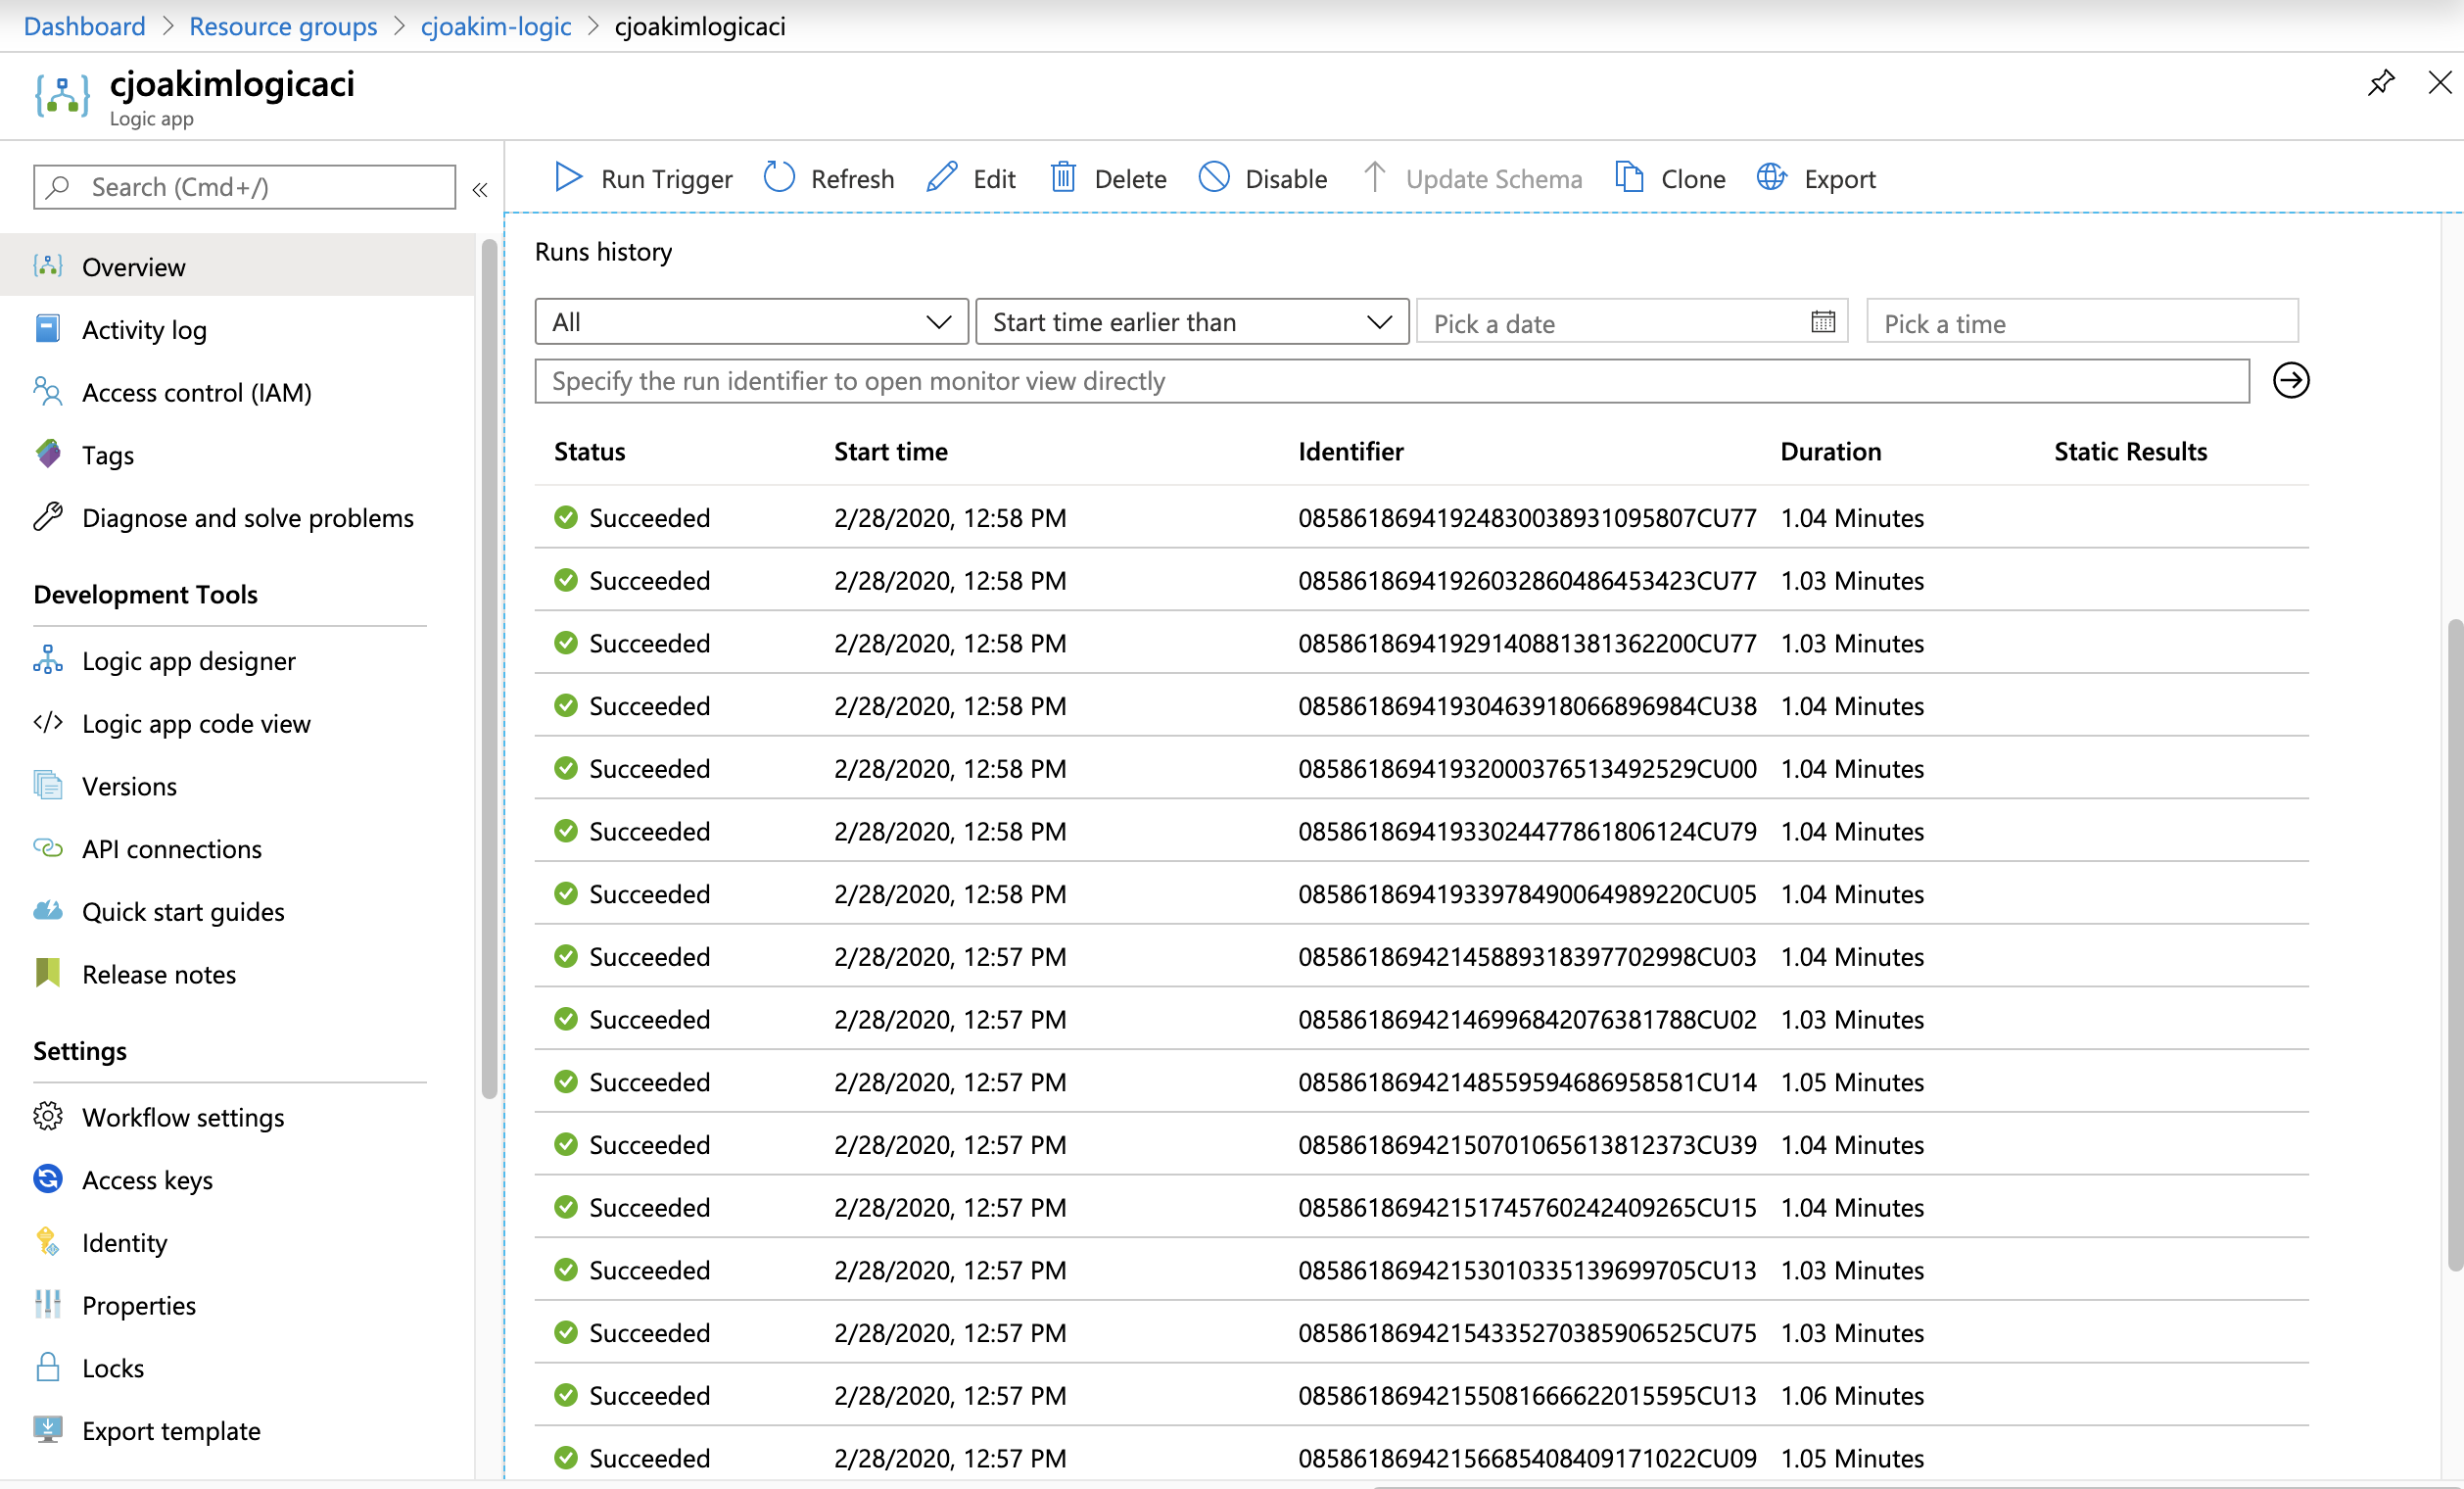 Dashboard > Resource groups > cjoakim-logic > cjoakimlogicaci
cjoakimlogicaci
Logic app
Search (Cmd+/)
«
Overview
Activity log
Access control (IAM)
Tags
Diagnose and solve problems
Development Tools
Logic app designer
Logic app code view
Versions
API connections
Quick start guides
Release notes
Settings
Workflow settings
Access keys
Identity
Properties
Locks
Export template
Run Trigger Refresh Edit Delete Disable Update Schema Clone Export
Runs history
All Start time earlier than Pick a date Pick a time
Specify the run identifier to open monitor view directly
Status Start time Identifier Duration Static Results
Succeeded 2/28/2020, 12:58 PM 08586186941924830038931095807CU77 1.04 Minutes
Succeeded 2/28/2020, 12:58 PM 08586186941926032860486453423CU77 1.03 Minutes
Succeeded 2/28/2020, 12:58 PM 08586186941929140881381362200CU77 1.03 Minutes
Succeeded 2/28/2020, 12:58 PM 08586186941930463918066896984CU38 1.04 Minutes
Succeeded 2/28/2020, 12:58 PM 08586186941932000376513492529CU00 1.04 Minutes
Succeeded 2/28/2020, 12:58 PM 08586186941933024477861806124CU79 1.04 Minutes
Succeeded 2/28/2020, 12:58 PM 08586186941933978490064989220CU05 1.04 Minutes
Succeeded 2/28/2020, 12:57 PM 08586186942145889318397702998CU03 1.04 Minutes
Succeeded 2/28/2020, 12:57 PM 08586186942146996842076381788CU02 1.03 Minutes
Succeeded 2/28/2020, 12:57 PM 08586186942148559594686958581CU14 1.05 Minutes
Succeeded 2/28/2020, 12:57 PM 08586186942150701065613812373CU39 1.04 Minutes
Succeeded 2/28/2020, 12:57 PM 08586186942151745760242409265CU15 1.04 Minutes
Succeeded 2/28/2020, 12:57 PM 08586186942153010335139699705CU13 1.03 Minutes
Succeeded 2/28/2020, 12:57 PM 08586186942154335270385906525CU75 1.03 Minutes
Succeeded 2/28/2020, 12:57 PM 08586186942155081666622015595CU13 1.06 Minutes
Succeeded 2/28/2020, 12:57 PM 08586186942156685408409171022CU09 1.05 Minutes